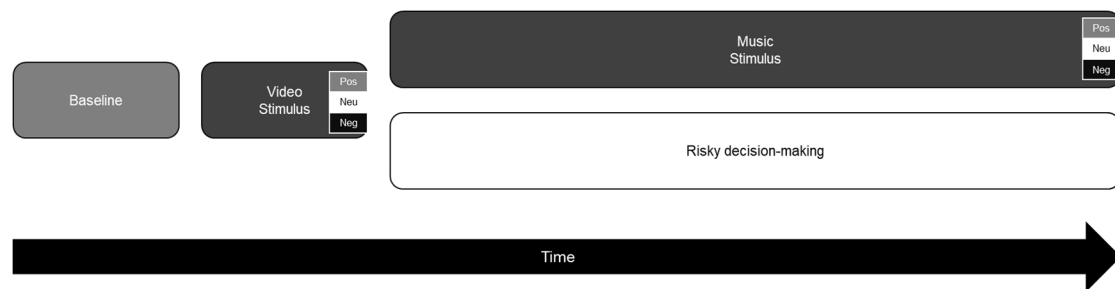 Baseline
Video
Stimulus
Pos
Neu
Neg
Music
Stimulus
Pos
Neu
Neg
Risky decision-making
Time